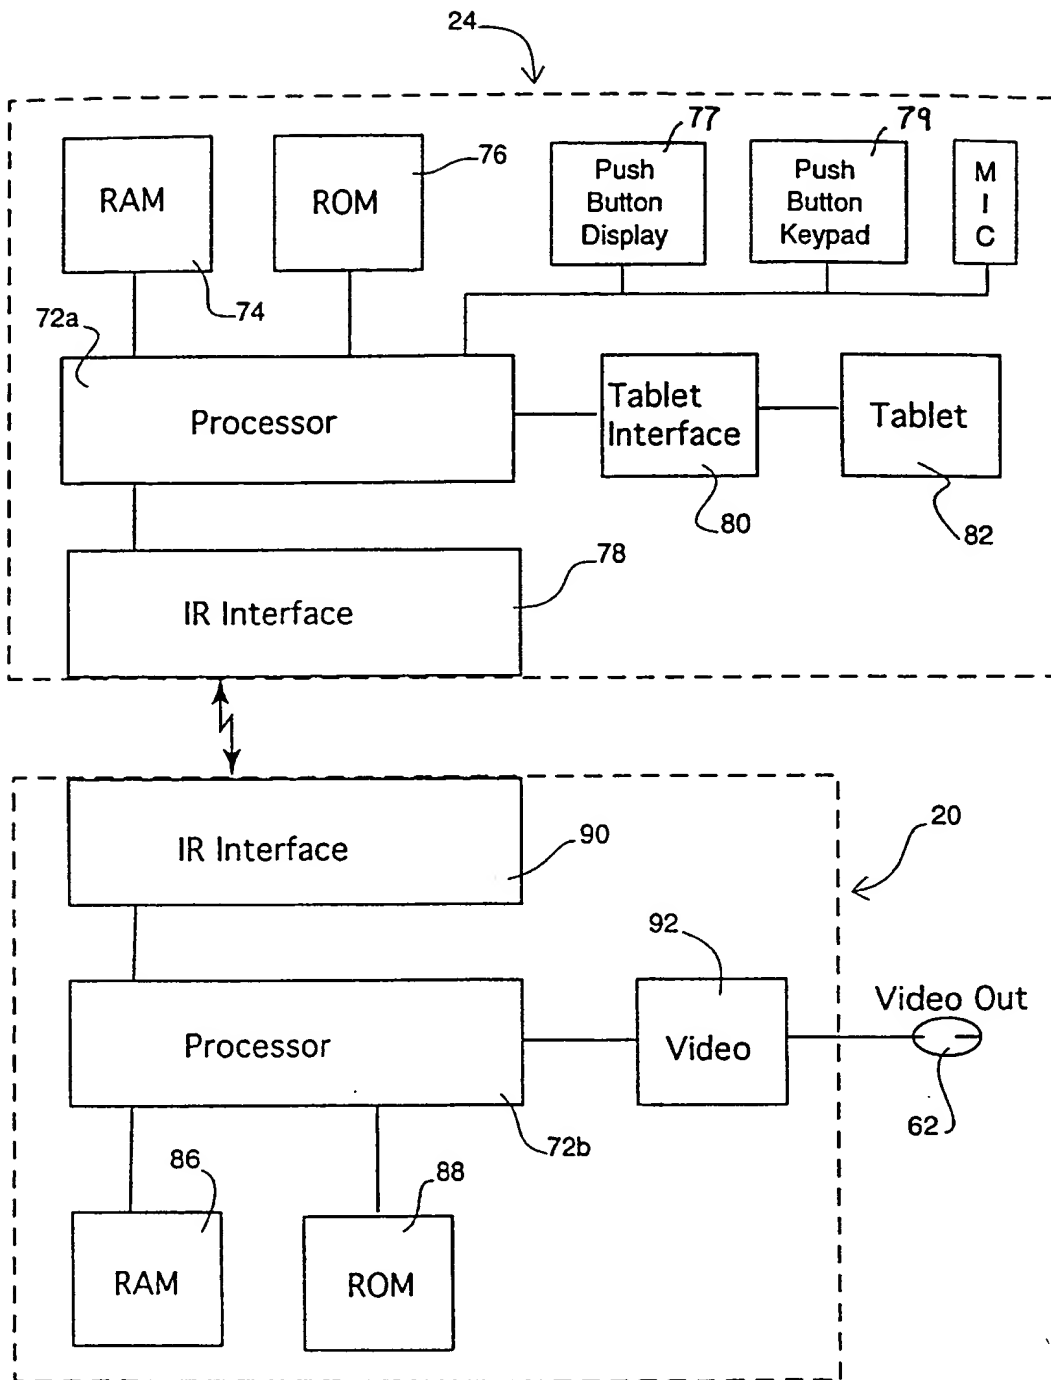 24
77
79
76
RAM
ROM
Push
Button
Display
Push
Button
Keypad
M
I
C
74
72a
Processor
Tablet
Interface
Tablet
80
82
78
IR Interface
IR Interface
90
20
92
Processor
Video
Video Out
62
72b
86
88
RAM
ROM